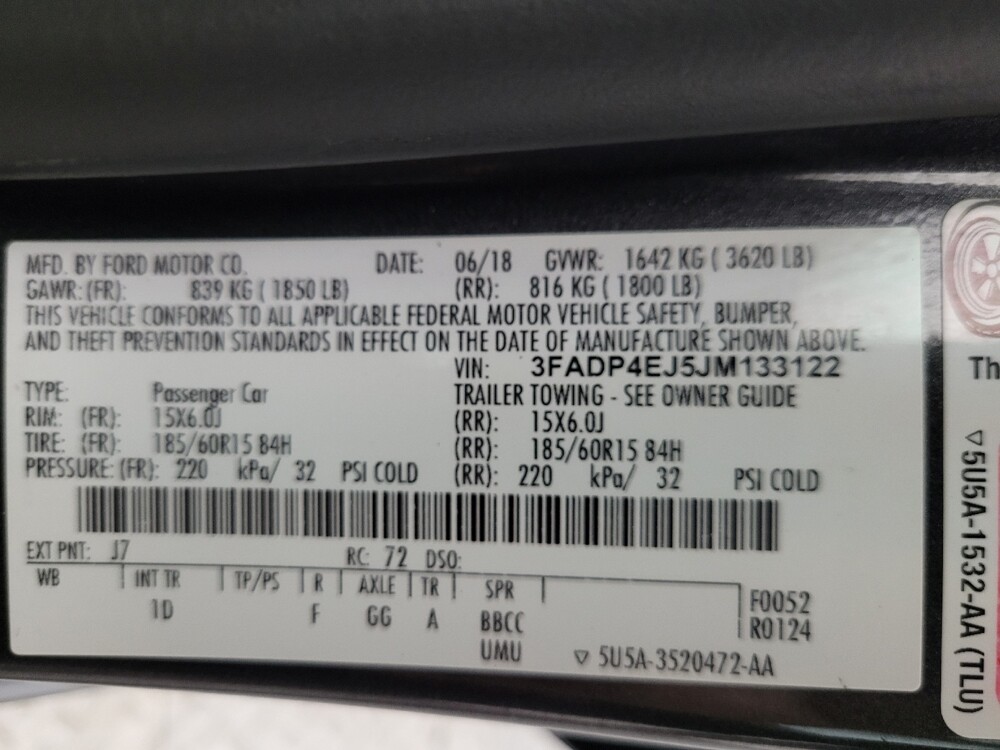 MFD. BY FORD MOTOR CO. DATE: 06/18 GVWR: 1642 KG ( 3620 LB)
GAWR: (FR): 839 KG ( 1850 LB) (RR): 816 KG ( 1800 LB)
THIS VEHICLE CONFORMS TO ALL APPLICABLE FEDERAL MOTOR VEHICLE SAFETY, BUMPER,
AND THEFT PREVENTION STANDARDS IN EFFECT ON THE DATE OF MANUFACTURE SHOWN ABOVE.
VIN: 3FADP4EJ5JM133122
TYPE: Passenger Car TRAILER TOWING - SEE OWNER GUIDE
RIM: (FR): 15X6.0J (RR): 15X6.0J
TIRE: (FR): 185/60R15 84H (RR): 185/60R15 84H
PRESSURE: (FR): 220 kPa/ 32 PSI COLD (RR): 220 kPa/ 32 PSI COLD
EXT PNT: J7 RC: 72 DSO:
WB INT TR TP/PS R AXLE TR SPR F0052
1D F GG A BBCC R0124
UMU ▽ 5U5A-3520472-AA
Th
▽5U5A-1532-AA (TLU)